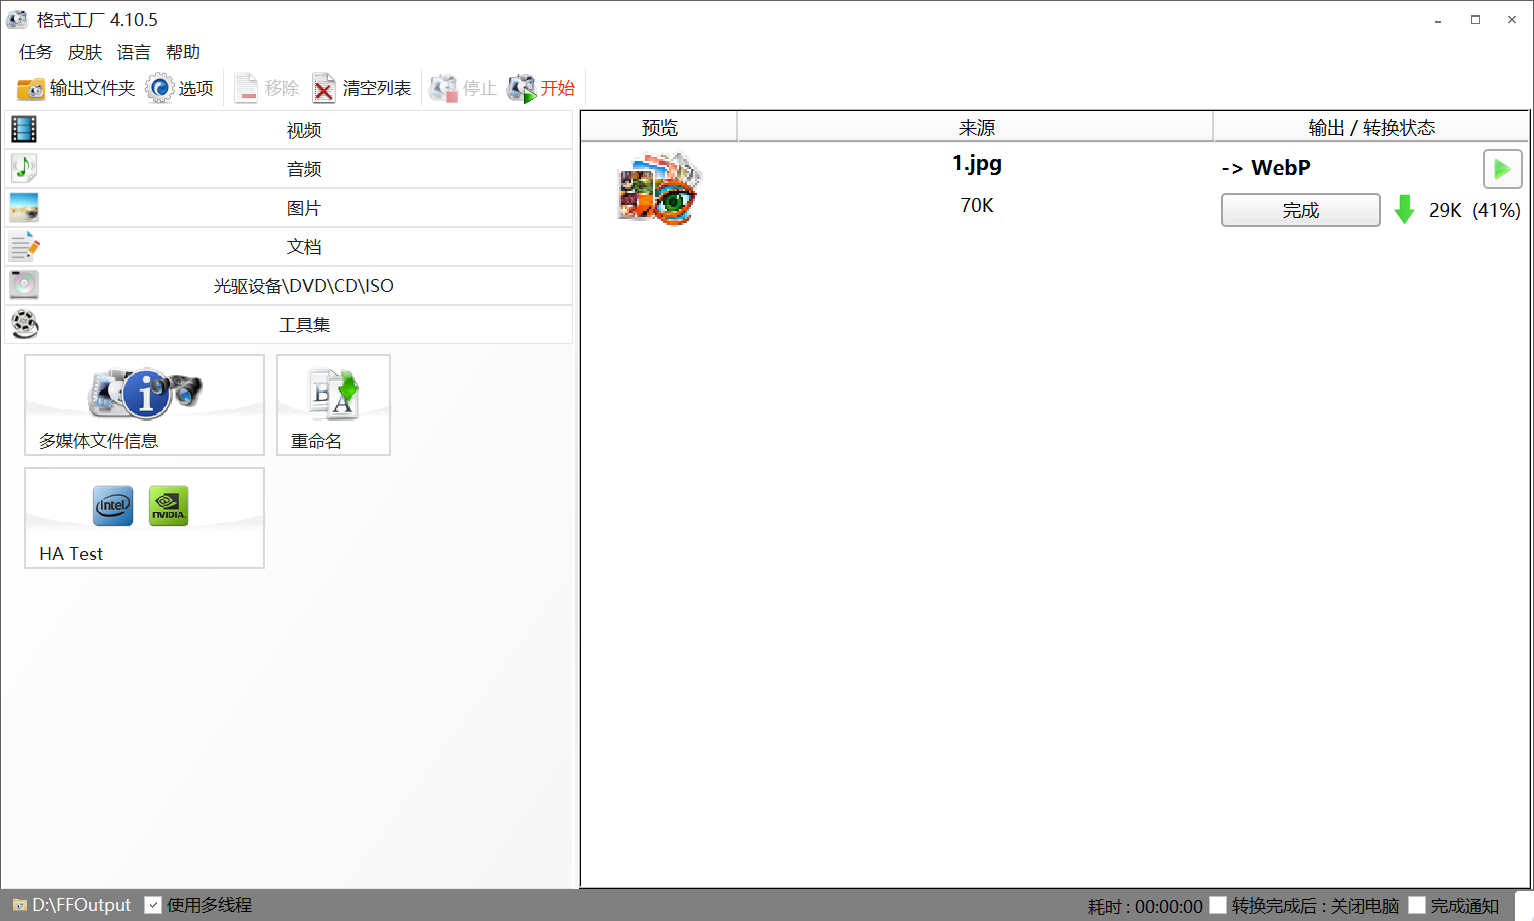 格式工厂 4.10.5
任务 皮肤 语言 帮助
输出文件夹 选项 移除 清空列表 停止 开始
视频
音频
图片
文档
光驱设备\DVD\CD\ISO
工具集
多媒体文件信息
B A
重命名
intel NVIDIA
HA Test
预览 来源 输出 / 转换状态
1.jpg -> WebP
70K 完成 29K (41%)
D:\FFOutput 使用多线程 耗时 : 00:00:00 转换完成后 : 关闭电脑 完成通知